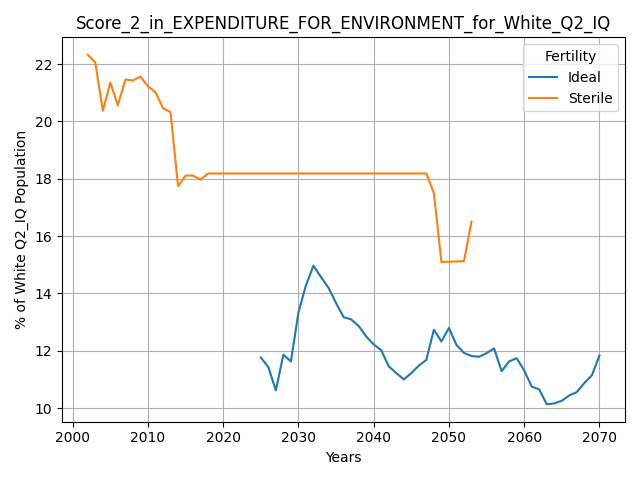 Score_2_in_EXPENDITURE_FOR_ENVIRONMENT_for_White_Q2_IQ
Fertility
Ideal
Sterile
% of White Q2_IQ Population
22
20
18
16
14
12
10
2000 2010 2020 2030 2040 2050 2060 2070
Years